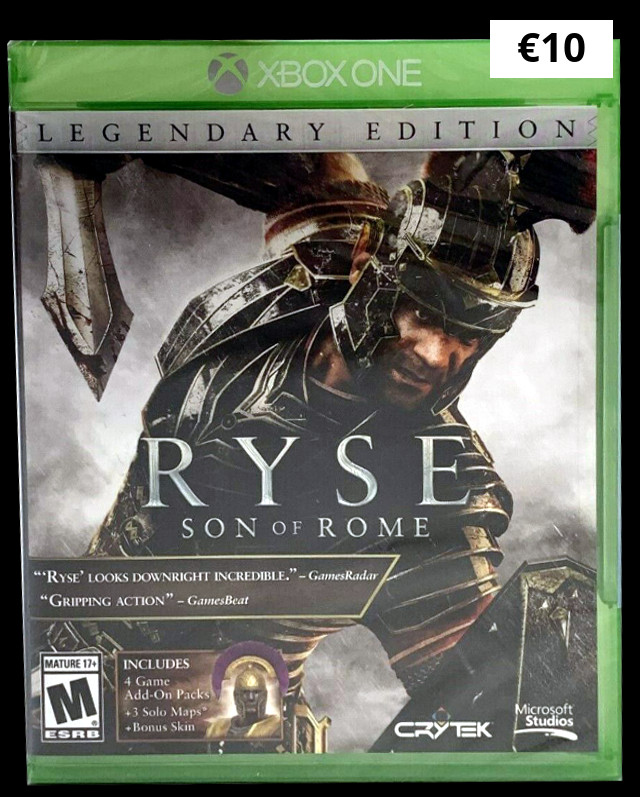 €10
XBOX ONE
LEGENDARY EDITION
RYSE
SON OF ROME
“‘RYSE’ LOOKS DOWNRIGHT INCREDIBLE.” – GamesRadar
“GRIPPING ACTION” – GamesBeat
INCLUDES
4 Game
Add-On Packs
+3 Solo Maps*
+Bonus Skin
MATURE 17+
M
ESRB
CRYTEK
Microsoft
Studios